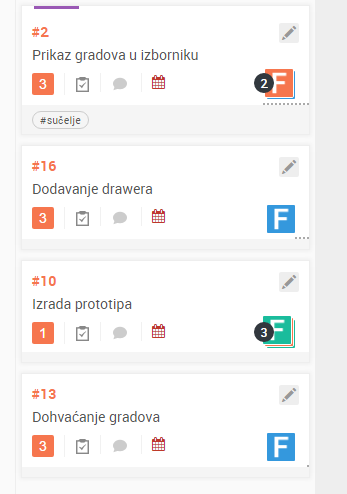 #2
Prikaz gradova u izborniku
3
2 F
#sučelje
#16
Dodavanje drawera
3
F
#10
Izrada prototipa
1
3 F
#13
Dohvaćanje gradova
3
F